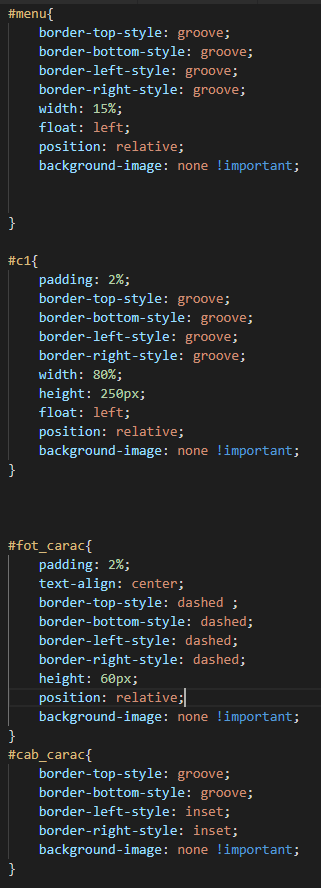 #menu{
border-top-style: groove;
border-bottom-style: groove;
border-left-style: groove;
border-right-style: groove;
width: 15%;
float: left;
position: relative;
background-image: none !important;
}
#c1{
padding: 2%;
border-top-style: groove;
border-bottom-style: groove;
border-left-style: groove;
border-right-style: groove;
width: 80%;
height: 250px;
float: left;
position: relative;
background-image: none !important;
}
#fot_carac{
padding: 2%;
text-align: center;
border-top-style: dashed ;
border-bottom-style: dashed;
border-left-style: dashed;
border-right-style: dashed;
height: 60px;
position: relative;
background-image: none !important;
}
#cab_carac{
border-top-style: groove;
border-bottom-style: groove;
border-left-style: inset;
border-right-style: inset;
background-image: none !important;
}